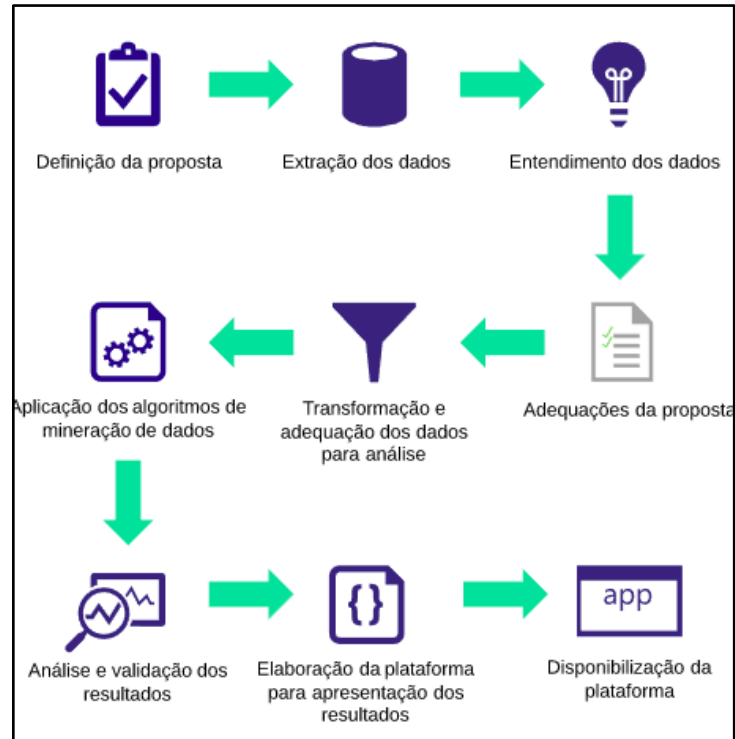 Definição da proposta
Extração dos dados
Entendimento dos dados
Adequações da proposta
Transformação e
adequação dos dados
para análise
Aplicação dos algoritmos de
mineração de dados
Análise e validação dos
resultados
{}
Elaboração da plataforma
para apresentação dos
resultados
app
Disponibilização da
plataforma